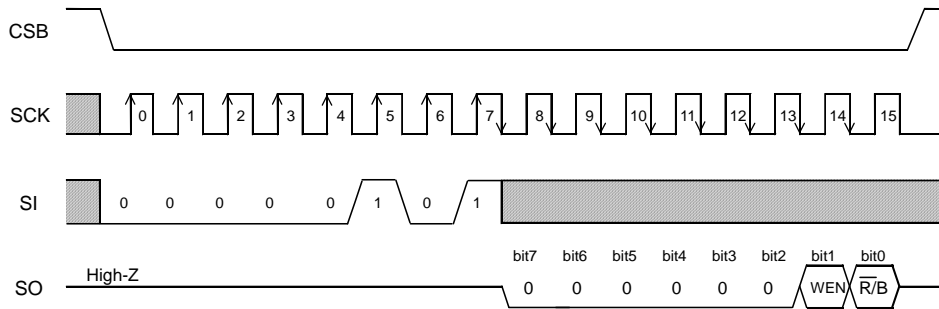 CSB
SCK 0 1 2 3 4 5 6 7 8 9 10 11 12 13 14 15
SI 0 0 0 0 0 1 0 1
bit7 bit6 bit5 bit4 bit3 bit2 bit1 bit0
SO High-Z 0 0 0 0 0 0 WEN R̅/B